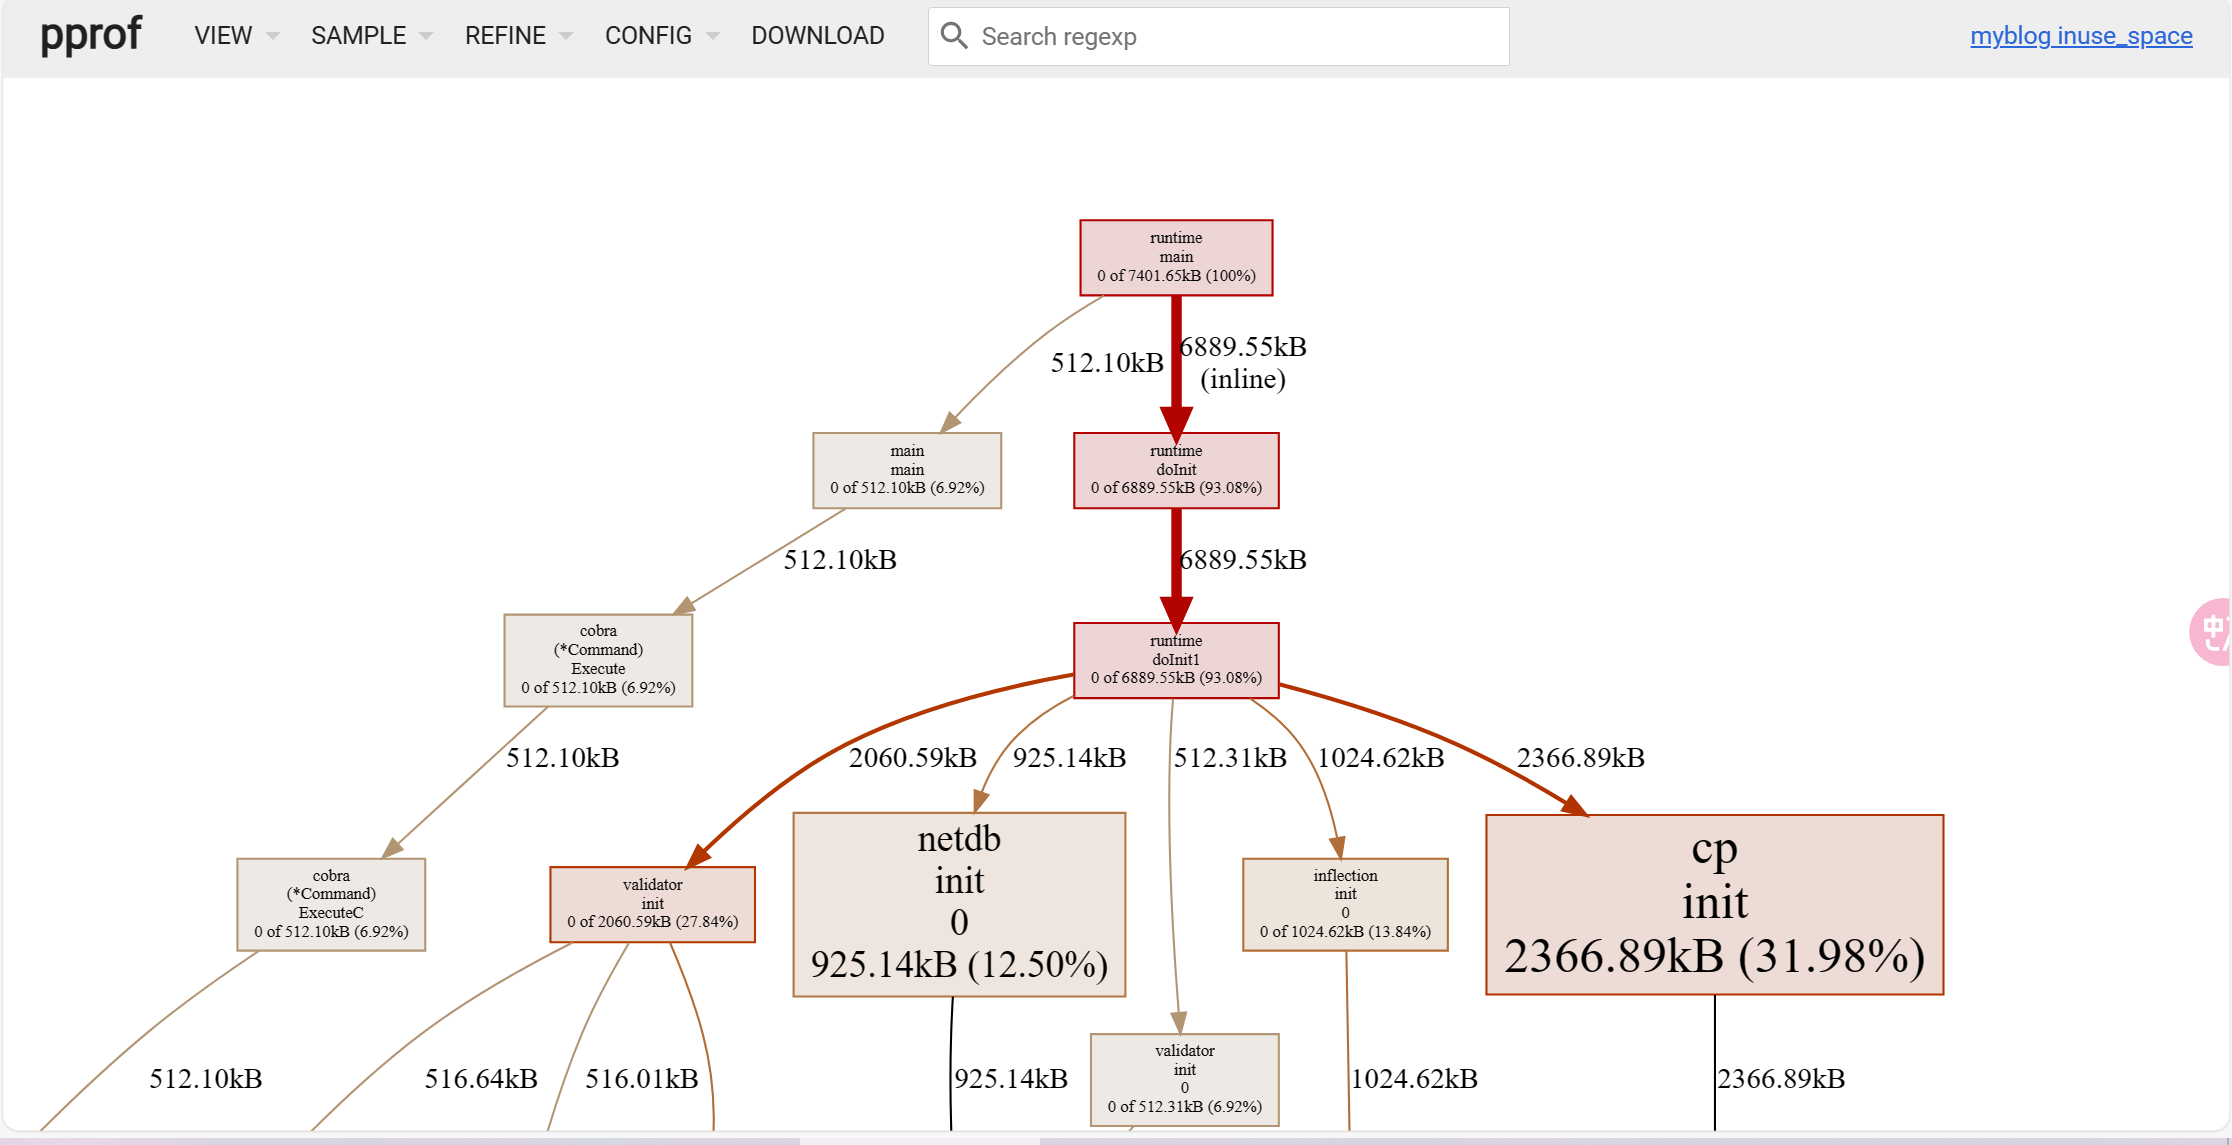 pprof
VIEW
SAMPLE
REFINE
CONFIG
DOWNLOAD
Search regexp
myblog inuse_space
runtime
main
0 of 7401.65kB (100%)
512.10kB
6889.55kB
(inline)
main
main
0 of 512.10kB (6.92%)
runtime
doInit
0 of 6889.55kB (93.08%)
512.10kB
6889.55kB
cobra
(*Command)
Execute
0 of 512.10kB (6.92%)
runtime
doInit1
0 of 6889.55kB (93.08%)
中
512.10kB
2060.59kB
925.14kB
512.31kB
1024.62kB
2366.89kB
cobra
(*Command)
ExecuteC
0 of 512.10kB (6.92%)
validator
init
0 of 2060.59kB (27.84%)
netdb
init
0
925.14kB (12.50%)
inflection
init
0
0 of 1024.62kB (13.84%)
cp
init
2366.89kB (31.98%)
validator
init
0
0 of 512.31kB (6.92%)
512.10kB
516.64kB
516.01kB
925.14kB
1024.62kB
2366.89kB